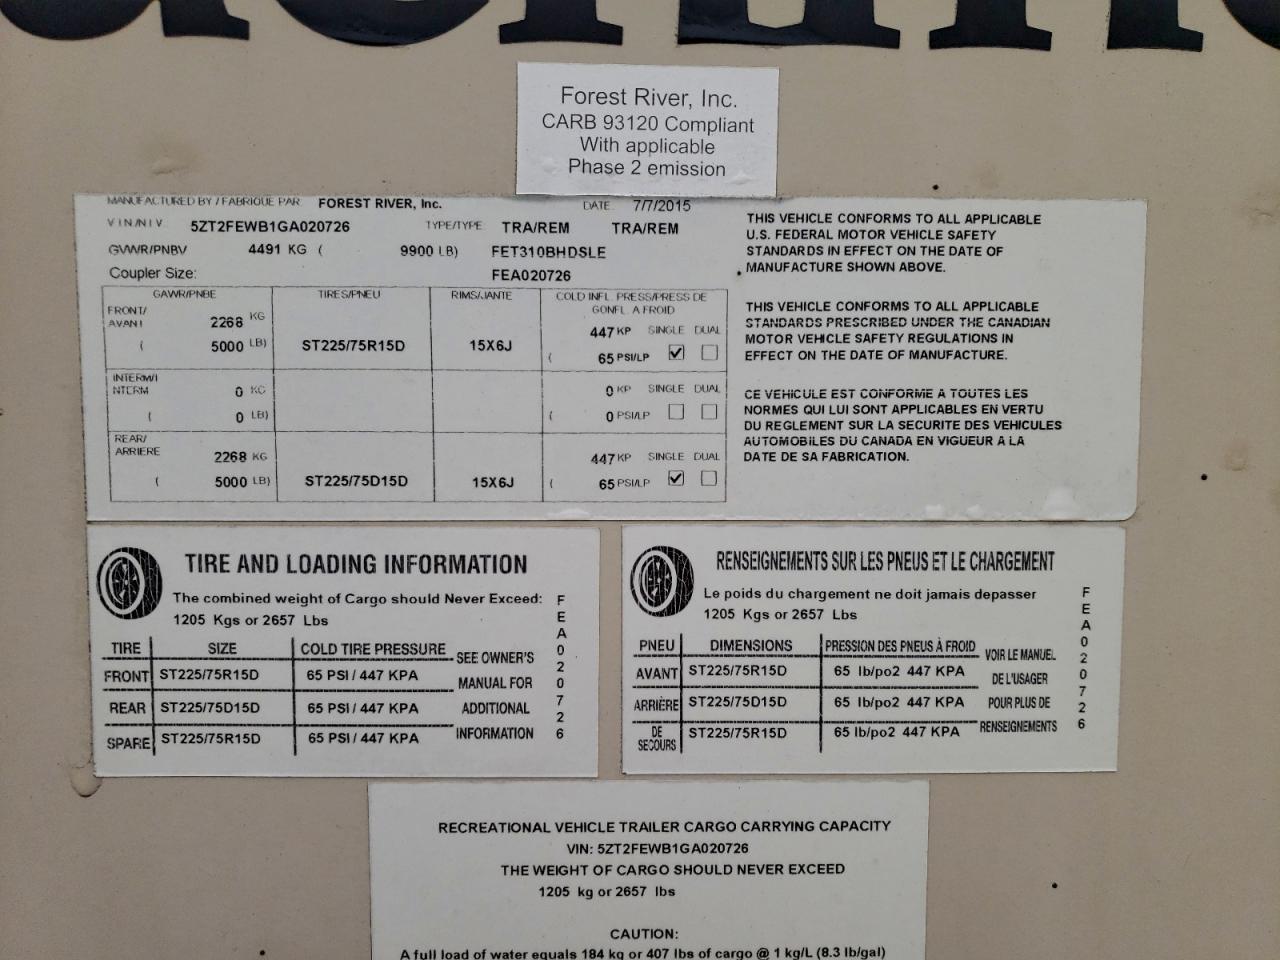 Forest River, Inc.
CARB 93120 Compliant
With applicable
Phase 2 emission
MANUFACTURED BY / FABRIQUE PAR FOREST RIVER, Inc. DATE 7/7/2015
VIN/NIV 5ZT2FEWB1GA020726 TYPE/TYPE TRA/REM TRA/REM
GVWR/PNBV 4491 KG ( 9900 LB) FET310BHDSLE
Coupler Size: FEA020726
GAWR/PNBE TIRES/PNEU RIMS/JANTE COLD INFL. PRESS/PRESS DE
GONFL. A FROID
FRONT/
AVANT 2268 KG 447 KP SINGLE DUAL
( 5000 LB) ST225/75R15D 15X6J ( 65 PSI/LP
INTERM/I
NTERM 0 KG 0 KP SINGLE DUAL
( 0 LB) ( 0 PSI/LP
REAR/
ARRIERE 2268 KG 447 KP SINGLE DUAL
( 5000 LB) ST225/75D15D 15X6J ( 65 PSI/LP
THIS VEHICLE CONFORMS TO ALL APPLICABLE
U.S. FEDERAL MOTOR VEHICLE SAFETY
STANDARDS IN EFFECT ON THE DATE OF
MANUFACTURE SHOWN ABOVE.
THIS VEHICLE CONFORMS TO ALL APPLICABLE
STANDARDS PRESCRIBED UNDER THE CANADIAN
MOTOR VEHICLE SAFETY REGULATIONS IN
EFFECT ON THE DATE OF MANUFACTURE.
CE VEHICULE EST CONFORME A TOUTES LES
NORMES QUI LUI SONT APPLICABLES EN VERTU
DU REGLEMENT SUR LA SECURITE DES VEHICULES
AUTOMOBILES DU CANADA EN VIGUEUR A LA
DATE DE SA FABRICATION.
TIRE AND LOADING INFORMATION
The combined weight of Cargo should Never Exceed:
1205 Kgs or 2657 Lbs
TIRE SIZE COLD TIRE PRESSURE
FRONT ST225/75R15D 65 PSI / 447 KPA
REAR ST225/75D15D 65 PSI / 447 KPA
SPARE ST225/75R15D 65 PSI / 447 KPA
SEE OWNER'S
MANUAL FOR
ADDITIONAL
INFORMATION
FEA020726
RENSEIGNEMENTS SUR LES PNEUS ET LE CHARGEMENT
Le poids du chargement ne doit jamais depasser
1205 Kgs or 2657 Lbs
PNEU DIMENSIONS PRESSION DES PNEUS À FROID
AVANT ST225/75R15D 65 lb/po2 447 KPA
ARRIÈRE ST225/75D15D 65 lb/po2 447 KPA
DE
SECOURS ST225/75R15D 65 lb/po2 447 KPA
VOIR LE MANUEL
DE L'USAGER
POUR PLUS DE
RENSEIGNEMENTS
FEA020726
RECREATIONAL VEHICLE TRAILER CARGO CARRYING CAPACITY
VIN: 5ZT2FEWB1GA020726
THE WEIGHT OF CARGO SHOULD NEVER EXCEED
1205 kg or 2657 lbs
CAUTION:
A full load of water equals 184 kg or 407 lbs of cargo @ 1 kg/L (8.3 lb/gal)